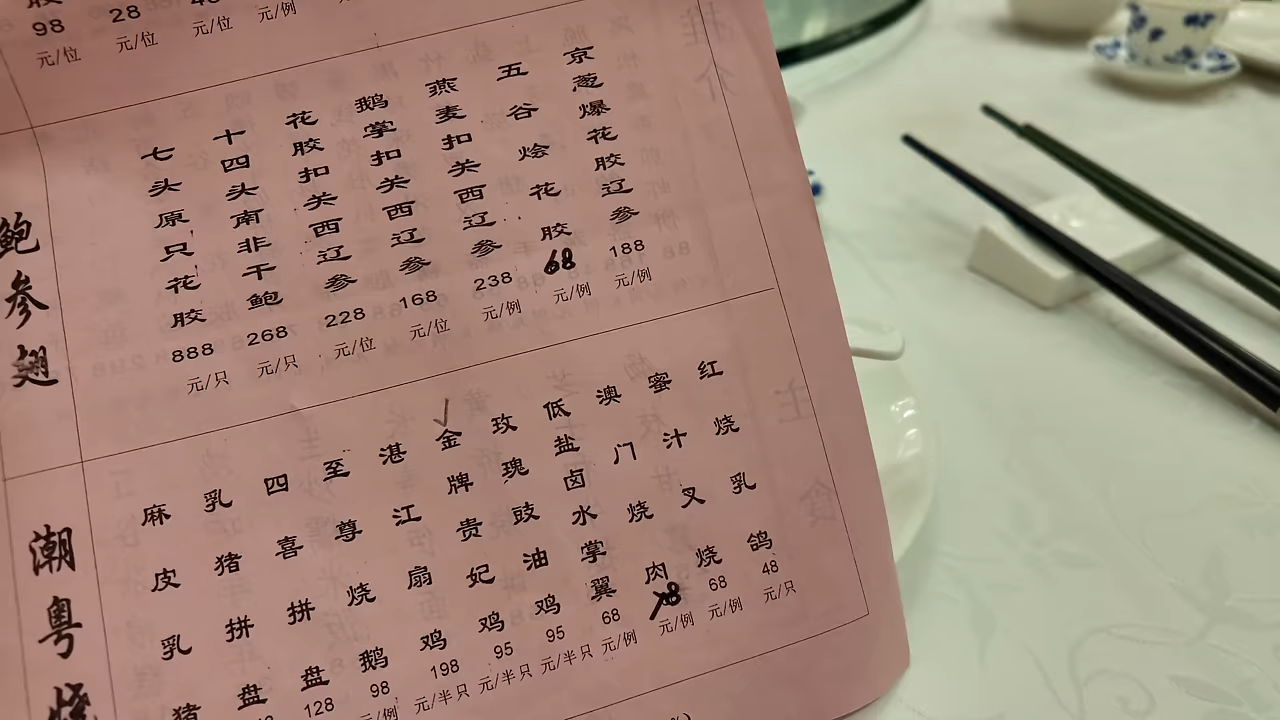 98 元/位
28 元/位
元/位
元/例
鲍参翅
七头原只花胶 888 元/只
十四头南非干鲍 268 元/只
花胶扣关西辽参 228 元/位
鹅掌扣关西辽参 168 元/位
燕麦扣关西辽参 238 元/例
五谷烩花胶 68 元/例
京葱爆花胶辽参 188 元/例
潮粤烧
麻皮乳猪
乳猪拼盘
四喜拼盘 128
至尊烧鹅 98 元/例
湛江扇鸡 198 元/半只
金牌贵妃鸡 95 元/半只
玫瑰豉油鸡 95 元/半只
低盐卤水掌翼 68 元/例
澳门烧肉 元/例
蜜汁叉烧 68 元/例
红烧乳鸽 48 元/只